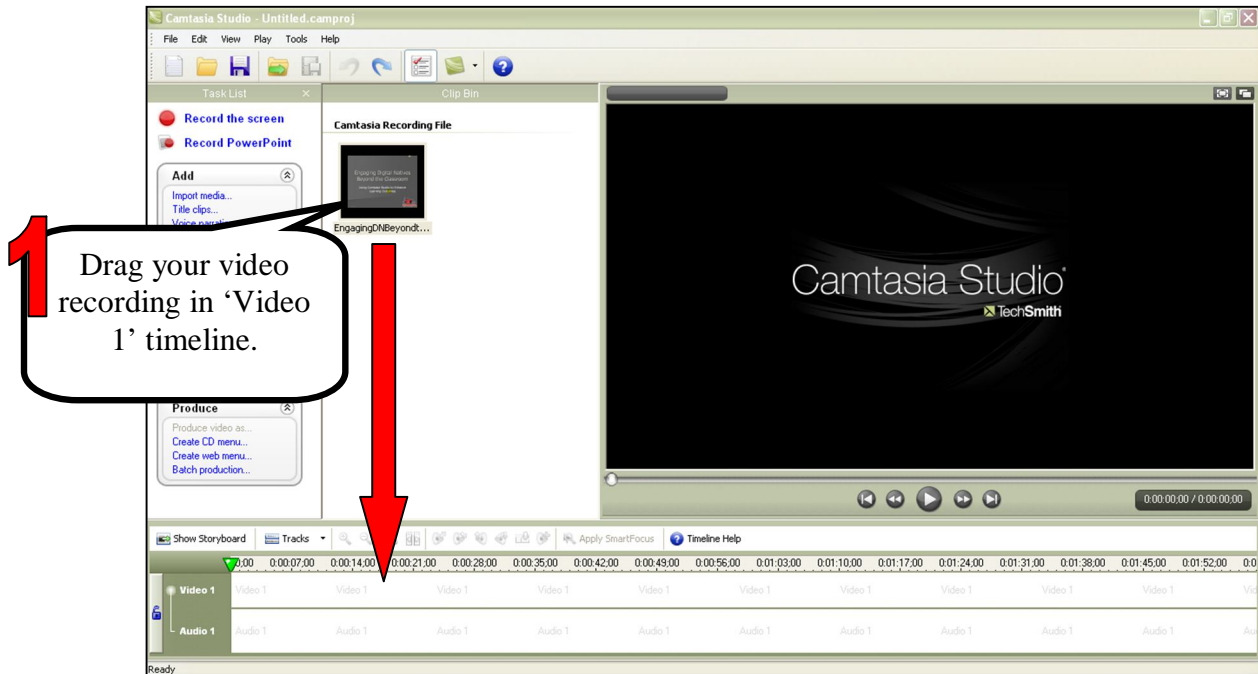 Camtasia Studio - Untitled.camproj
File Edit View Play Tools Help
Task List
Clip Bin
Record the screen
Record PowerPoint
Add
Import media...
Title clips...
Camtasia Recording File
Engaging Digital Natives
Beyond the Classroom
EngagingDNBeyondt...
1
Drag your video
recording in ‘Video
1’ timeline.
Produce
Produce video as...
Create CD menu...
Create web menu...
Batch production...
Camtasia Studio
TechSmith
0:00:00;00 / 0:00:00;00
Show Storyboard Tracks Apply SmartFocus Timeline Help
0:00:07;00 0:00:14;00 0:00:21;00 0:00:28;00 0:00:35;00 0:00:42;00 0:00:49;00 0:00:56;00 0:01:03;00 0:01:10;00 0:01:17;00 0:01:24;00 0:01:31;00 0:01:38;00 0:01:45;00 0:01:52;00
Video 1 Video 1 Video 1 Video 1 Video 1 Video 1 Video 1 Video 1 Video 1 Video 1 Video 1
Audio 1 Audio 1 Audio 1 Audio 1 Audio 1 Audio 1 Audio 1 Audio 1 Audio 1 Audio 1 Audio 1
Ready